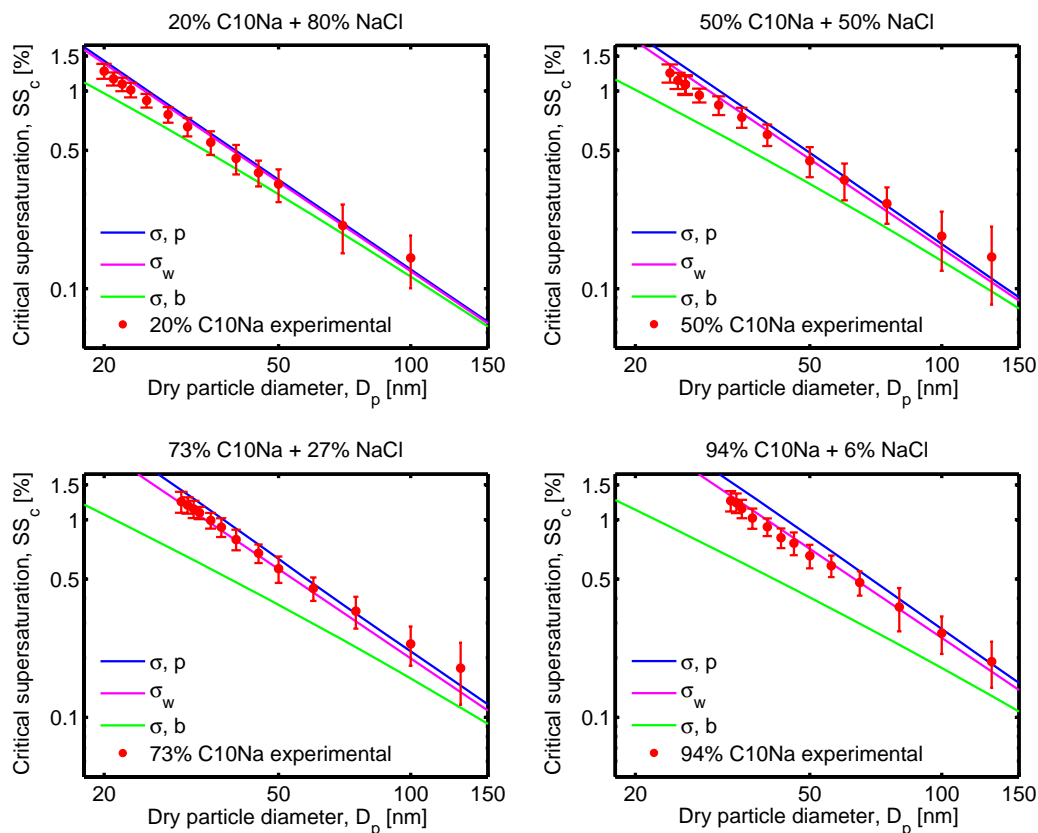 20% C10Na + 80% NaCl
Critical supersaturation, SS_c [%]
1.5
1
0.5
0.1
σ, p
σ_w
σ, b
20% C10Na experimental
20
50
100
150
Dry particle diameter, D_p [nm]
50% C10Na + 50% NaCl
Critical supersaturation, SS_c [%]
1.5
1
0.5
0.1
σ, p
σ_w
σ, b
50% C10Na experimental
20
50
100
150
Dry particle diameter, D_p [nm]
73% C10Na + 27% NaCl
Critical supersaturation, SS_c [%]
1.5
1
0.5
0.1
σ, p
σ_w
σ, b
73% C10Na experimental
20
50
100
150
Dry particle diameter, D_p [nm]
94% C10Na + 6% NaCl
Critical supersaturation, SS_c [%]
1.5
1
0.5
0.1
σ, p
σ_w
σ, b
94% C10Na experimental
20
50
100
150
Dry particle diameter, D_p [nm]